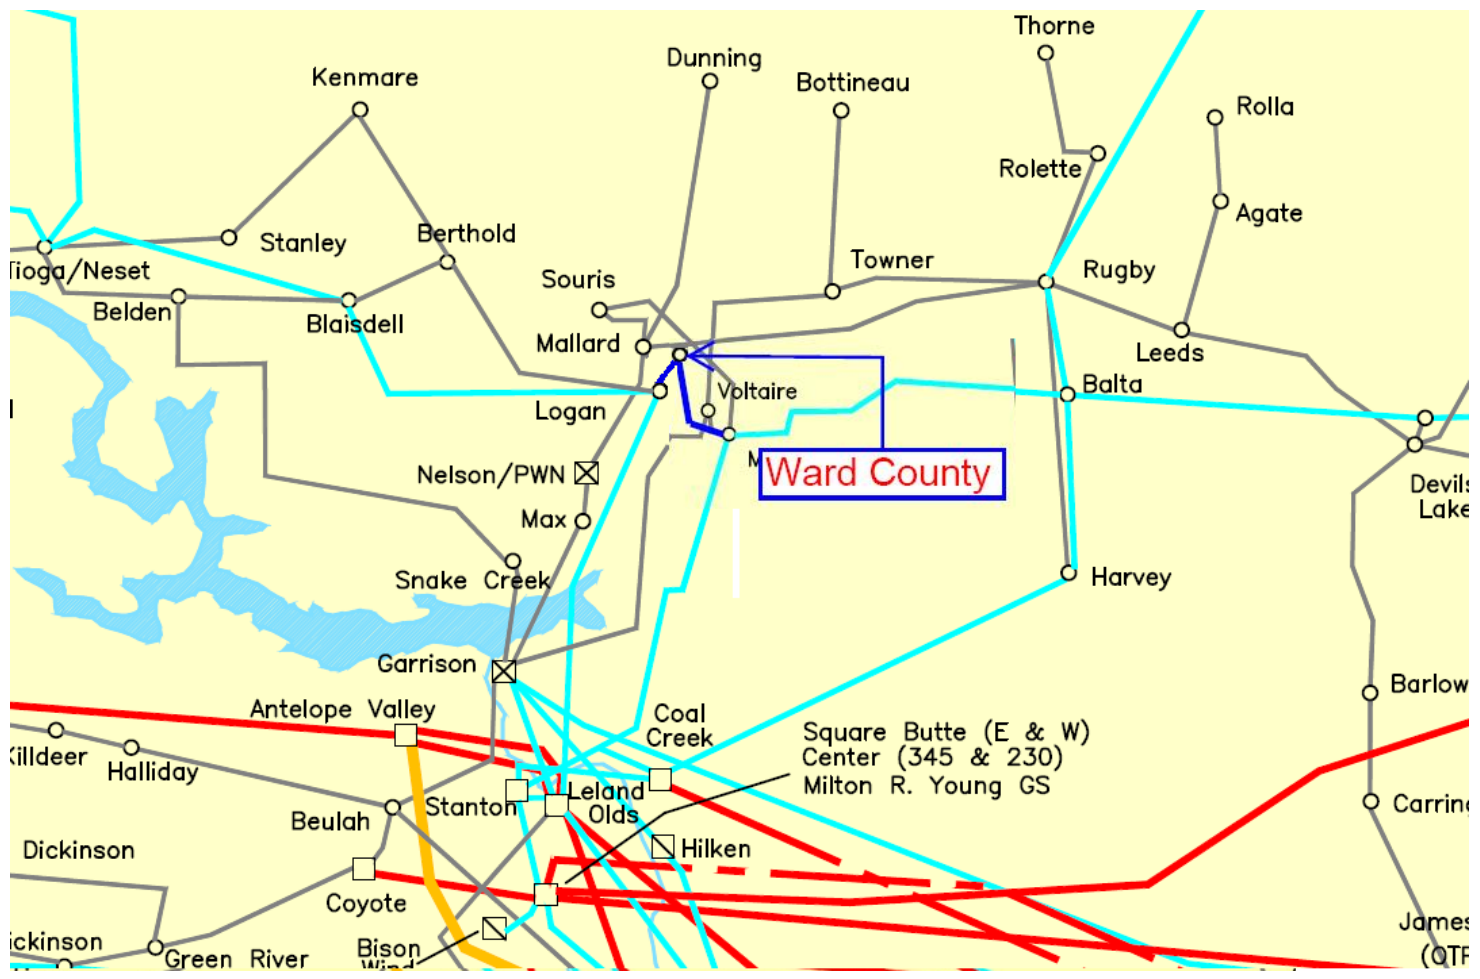 Thorne
Dunning
Kenmare
Bottineau
Rolla
Rolette
Agate
Stanley
Berthold
Towner
Rugby
Tioga/Neset
Souris
Belden
Blaisdell
Mallard
Leeds
Voltaire
Balta
Logan
Ward County
Nelson/PWN
Devils
Lake
Max
Snake Creek
Harvey
Garrison
Barlow
Antelope Valley
Coal
Creek
Square Butte (E & W)
Center (345 & 230)
Milton R. Young GS
Killdeer
Halliday
Stanton
Leland
Olds
Carring
Beulah
Hilken
Dickinson
Coyote
James
ickinson
Green River
Bison
Wind
(OTP